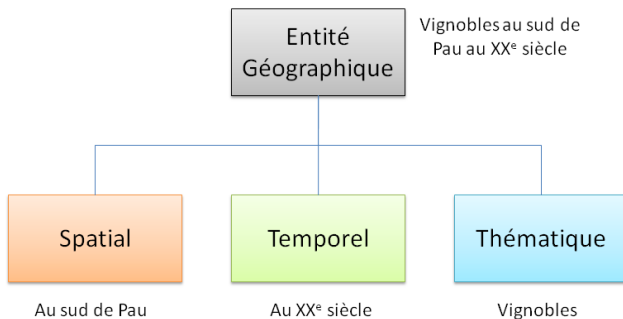 Entité
Géographique
Vignobles au sud de
Pau au XXᵉ siècle
Spatial
Temporel
Thématique
Au sud de Pau
Au XXᵉ siècle
Vignobles